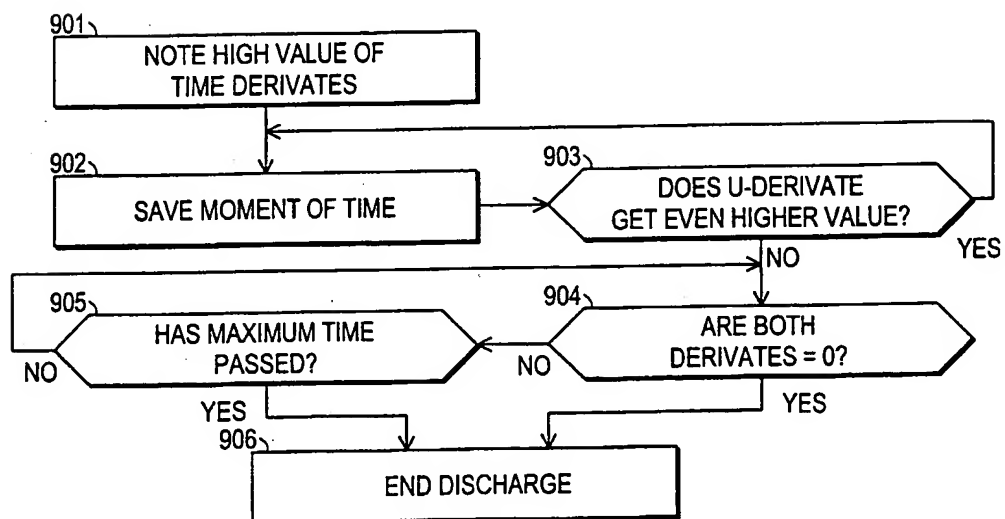 901
NOTE HIGH VALUE OF
TIME DERIVATES
902
SAVE MOMENT OF TIME
903
DOES U-DERIVATE
GET EVEN HIGHER VALUE?
YES
NO
904
ARE BOTH
DERIVATES = 0?
NO
YES
905
HAS MAXIMUM TIME
PASSED?
NO
YES
906
END DISCHARGE